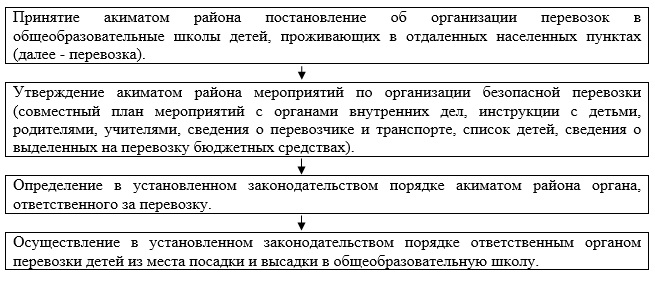 Принятие акиматом района постановление об организации перевозок в
общеобразовательные школы детей, проживающих в отдаленных населенных пунктах
(далее - перевозка).
Утверждение акиматом района мероприятий по организации безопасной перевозки
(совместный план мероприятий с органами внутренних дел, инструкции с детьми,
родителями, учителями, сведения о перевозчике и транспорте, список детей, сведения о
выделенных на перевозку бюджетных средствах).
Определение в установленном законодательством порядке акиматом района органа,
ответственного за перевозку.
Осуществление в установленном законодательством порядке ответственным органом
перевозки детей из места посадки и высадки в общеобразовательную школу.